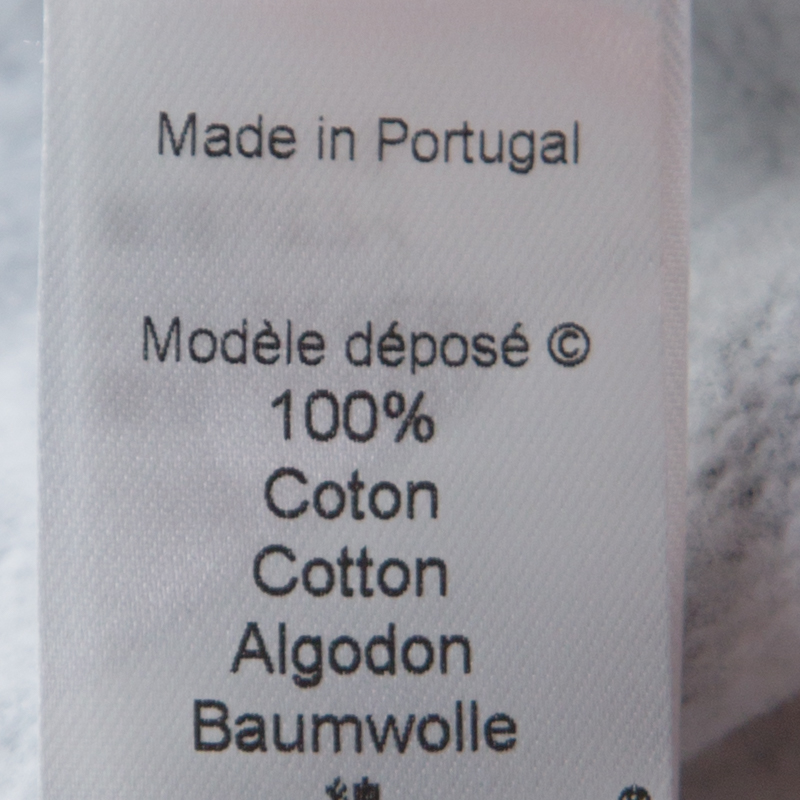 Made in Portugal
Modèle déposé ©
100%
Coton
Cotton
Algodon
Baumwolle